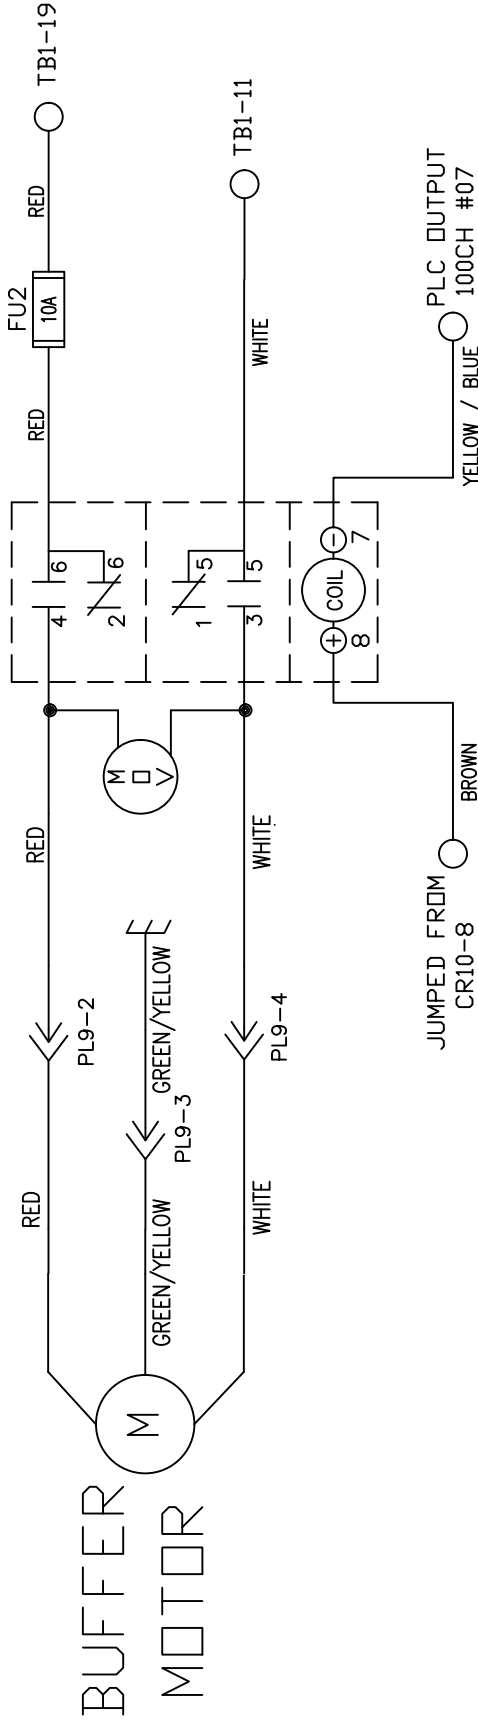 BUFFER
MOTOR
M
RED
PL9-2
RED
RED
FU2
10A
RED
TB1-19
GREEN/YELLOW
PL9-3
GREEN/YELLOW
M
O
V
4
6
2
6
1
5
3
5
WHITE
PL9-4
WHITE
WHITE
TB1-11
+
COIL
-
8
7
BROWN
JUMPED FROM
CR10-8
YELLOW / BLUE
PLC OUTPUT
100CH #07